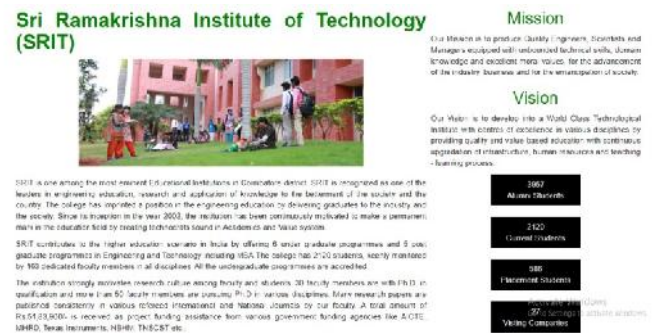 Sri Ramakrishna Institute of Technology
(SRIT)
SRIT is one among the most eminent Educational Institutions in Coimbatore district. SRIT is recognized as one of the
leaders in engineering education, research and application of knowledge to the betterment of the society and the
country. The college has imprinted a position in the engineering education by delivering graduates to the industry and
the society. Since its inception in the year 2002, the institution has been continuously motivated to make a permanent
mark in the education field by creating technocrats sound in Academics and Value system.
SRIT contributes to the higher education scenario in India by offering 6 under graduate programmes and 5 post
graduate programmes in Engineering and Technology including MBA. The college has 2120 students, keenly monitored
by 160 dedicated faculty members in all disciplines. All the undergraduate programmes are accredited.
The institution strongly motivates research culture among faculty and students. 30 faculty members are with Ph.D. in
qualification and more than 50 faculty members are pursuing Ph.D in various disciplines. Many research papers are
published consistently in various refereed International and National Journals by our faculty. A total amount of
is received as project funding assistance from various government funding agencies like AICTE,
MHRD, Texas Instruments, TNSCST etc.
Mission
Our Mission is to produce Quality Engineers, Scientists and
Managers equipped with unbounded technical skills, domain
knowledge and excellent moral values, for the advancement
of the industry, business and for the emancipation of society.
Vision
Our Vision is to develop into a World Class Technological
Institute with centres of excellence in various disciplines by
providing quality and value based education with continuous
upgradation of infrastructure, human resources and teaching
- learning process.
Alumni Students
2120
Current Students
586
Placement Students
27
Visiting Companies
Activate Windows
Go to Settings to activate Windows.